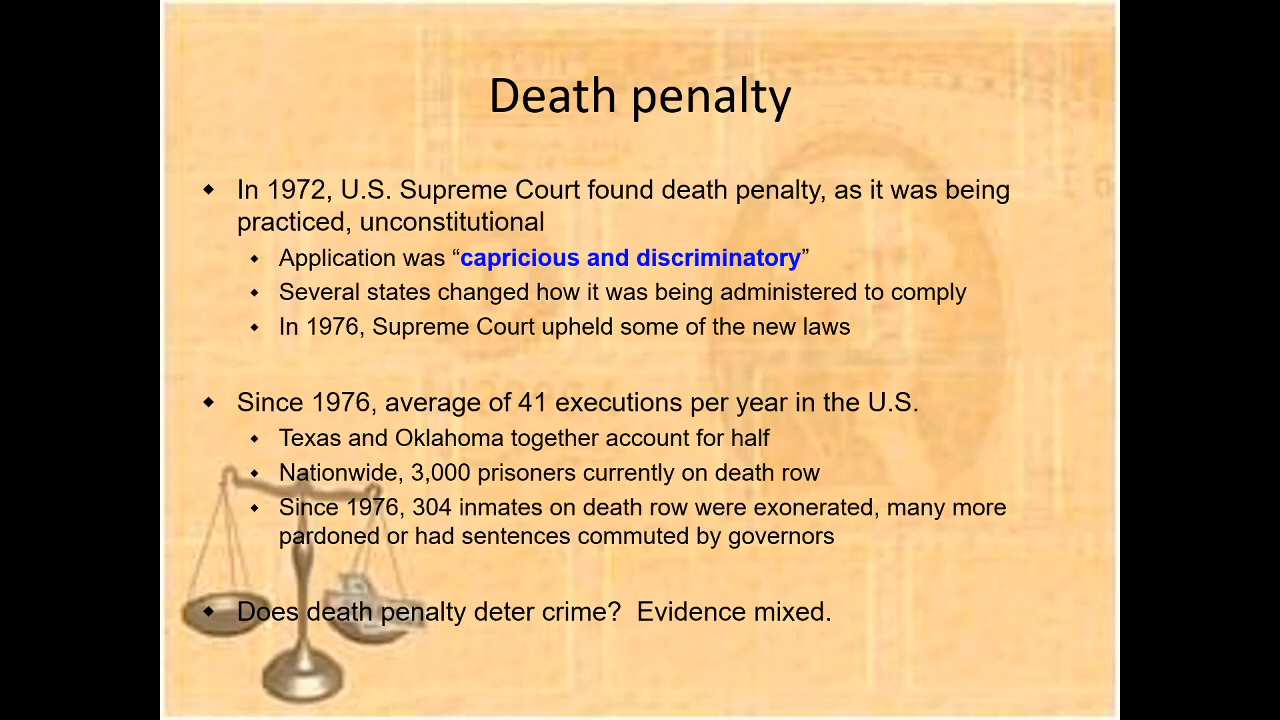 Death penalty
In 1972, U.S. Supreme Court found death penalty, as it was being
practiced, unconstitutional
Application was “capricious and discriminatory”
Several states changed how it was being administered to comply
In 1976, Supreme Court upheld some of the new laws
Since 1976, average of 41 executions per year in the U.S.
Texas and Oklahoma together account for half
Nationwide, 3,000 prisoners currently on death row
Since 1976, 304 inmates on death row were exonerated, many more
pardoned or had sentences commuted by governors
Does death penalty deter crime?  Evidence mixed.